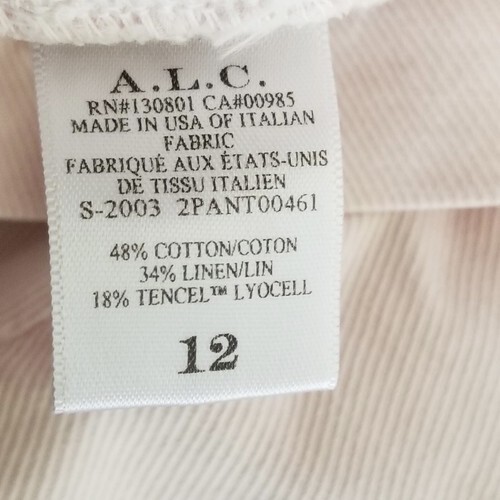 A.L.C.
RN#130801 CA#00985
MADE IN USA OF ITALIAN
FABRIC
FABRIQUÉ AUX ÉTATS-UNIS
DE TISSU ITALIEN
S-2003 2PANT00461
48% COTTON/COTON
34% LINEN/LIN
18% TENCEL™ LYOCELL
12